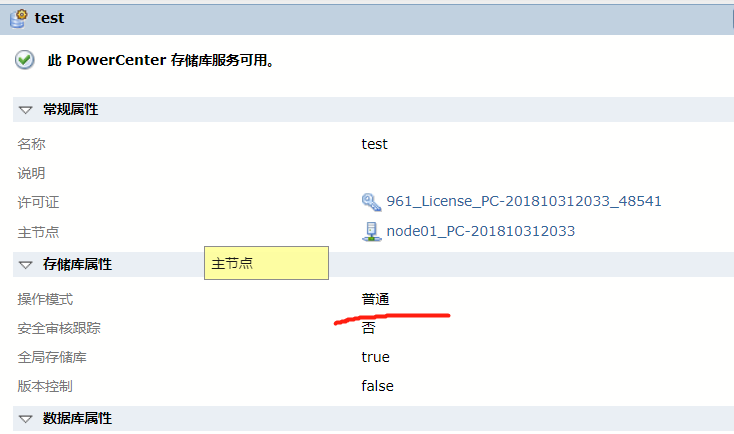 test
此 PowerCenter 存储库服务可用。
常规属性
名称 test
说明
许可证 961_License_PC-201810312033_48541
主节点 node01_PC-201810312033
存储库属性
主节点
操作模式 普通
安全审核跟踪 否
全局存储库 true
版本控制 false
数据库属性